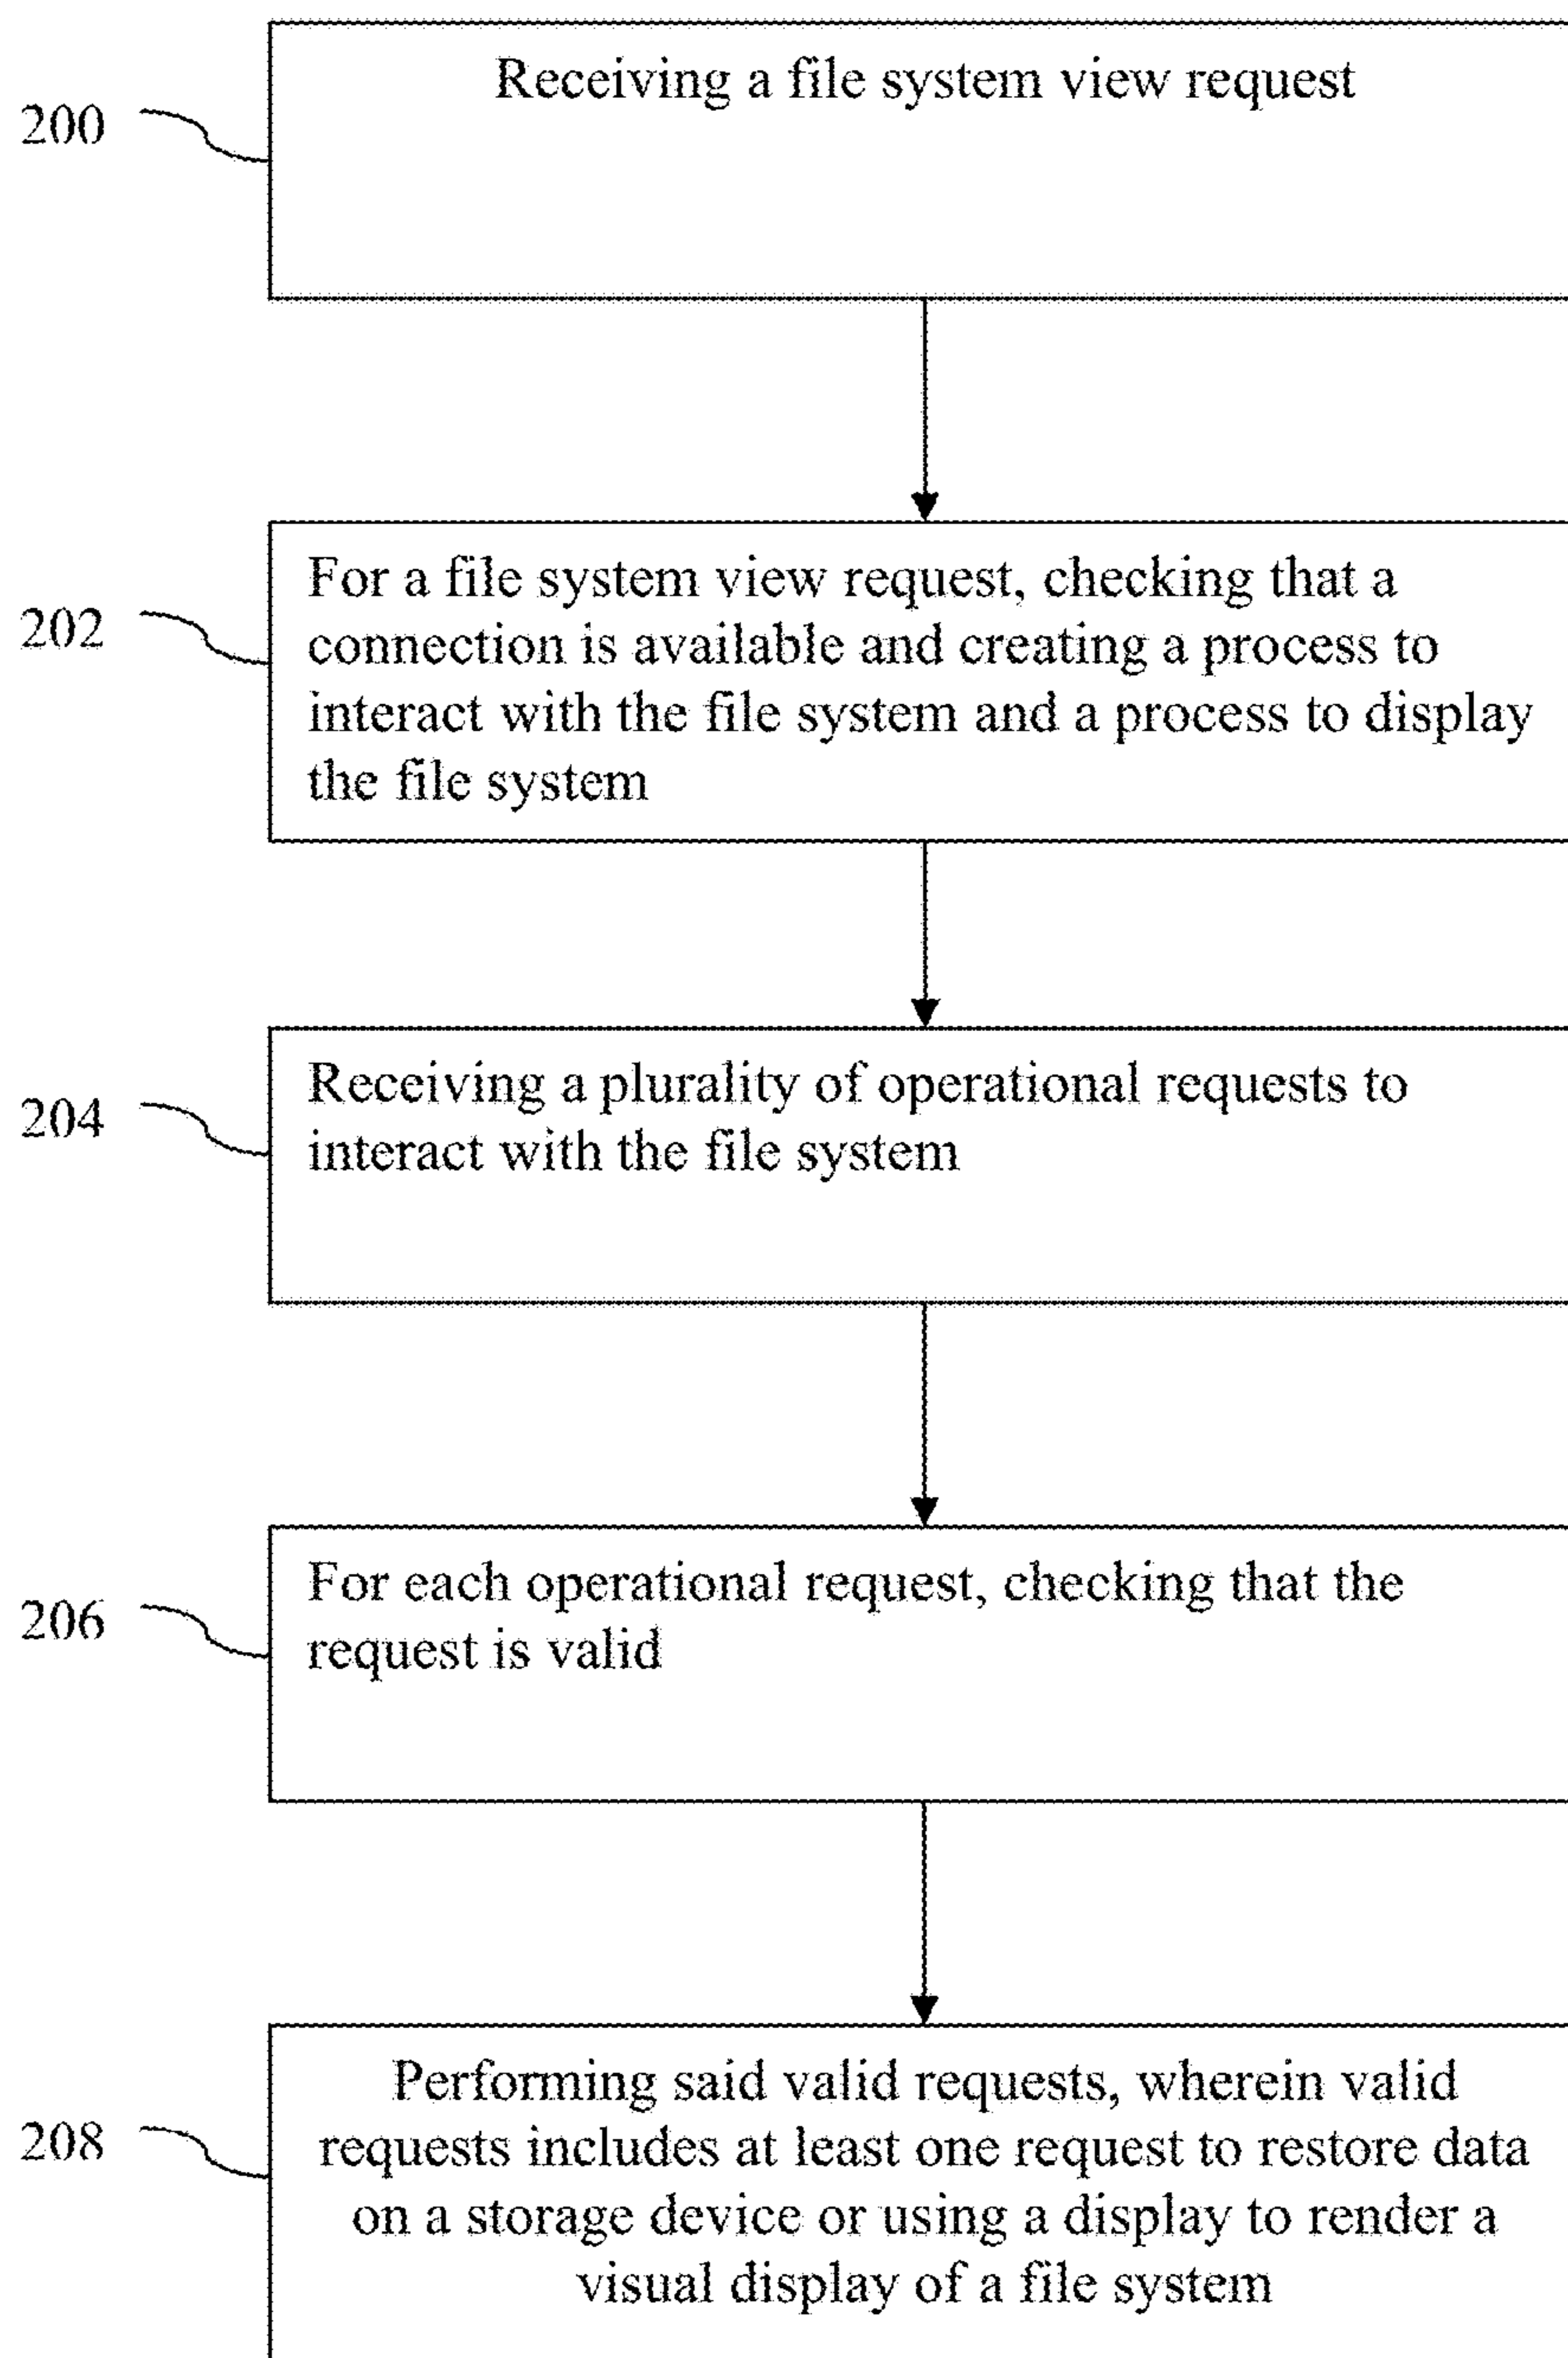 Receiving a file system view request
200
For a file system view request, checking that a
connection is available and creating a process to
interact with the file system and a process to display
the file system
202
Receiving a plurality of operational requests to
interact with the file system
204
For each operational request, checking that the
request is valid
206
Performing said valid requests, wherein valid
requests includes at least one request to restore data
on a storage device or using a display to render a
visual display of a file system
208